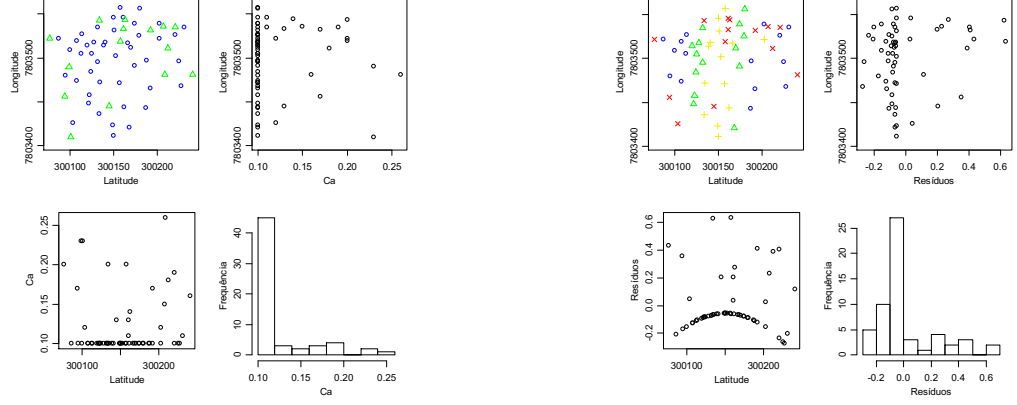 Longitude
7803500
7803400
300100 300150 300200
Latitude
Longitude
7803500
7803400
0.10 0.15 0.20 0.25
Ca
Longitude
7803500
7803400
300100 300200
Latitude
Longitude
7803500
7803400
-0.2 0.0 0.2 0.4 0.6
Resíduos
Ca
0.25
0.20
0.15
0.10
300100 300200
Latitude
Frequência
40
30
20
10
0
0.10 0.15 0.20 0.25
Ca
Resíduos
0.6
0.4
0.2
0.0
-0.2
300100 300200
Latitude
Frequência
25
20
15
10
5
0
-0.2 0.0 0.2 0.4 0.6
Resíduos